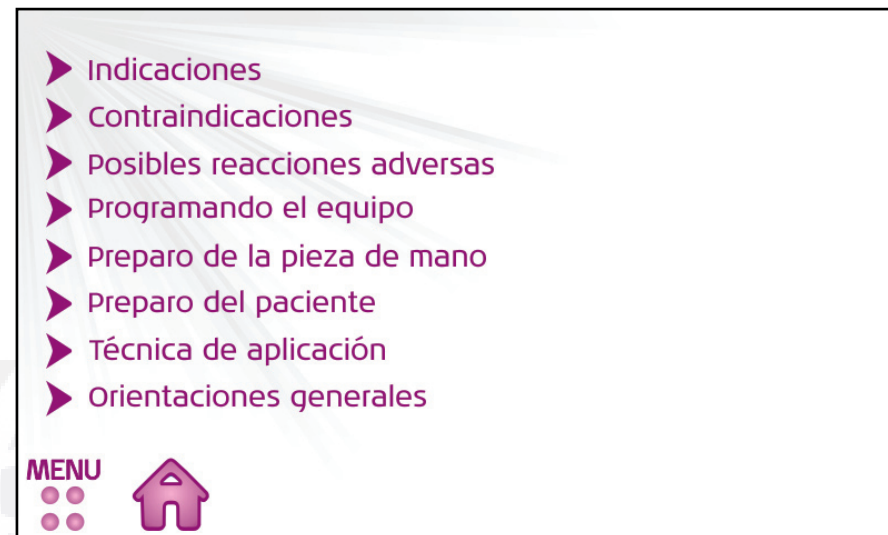 Indicaciones
Contraindicaciones
Posibles reacciones adversas
Programando el equipo
Preparo de la pieza de mano
Preparo del paciente
Técnica de aplicación
Orientaciones generales
MENU